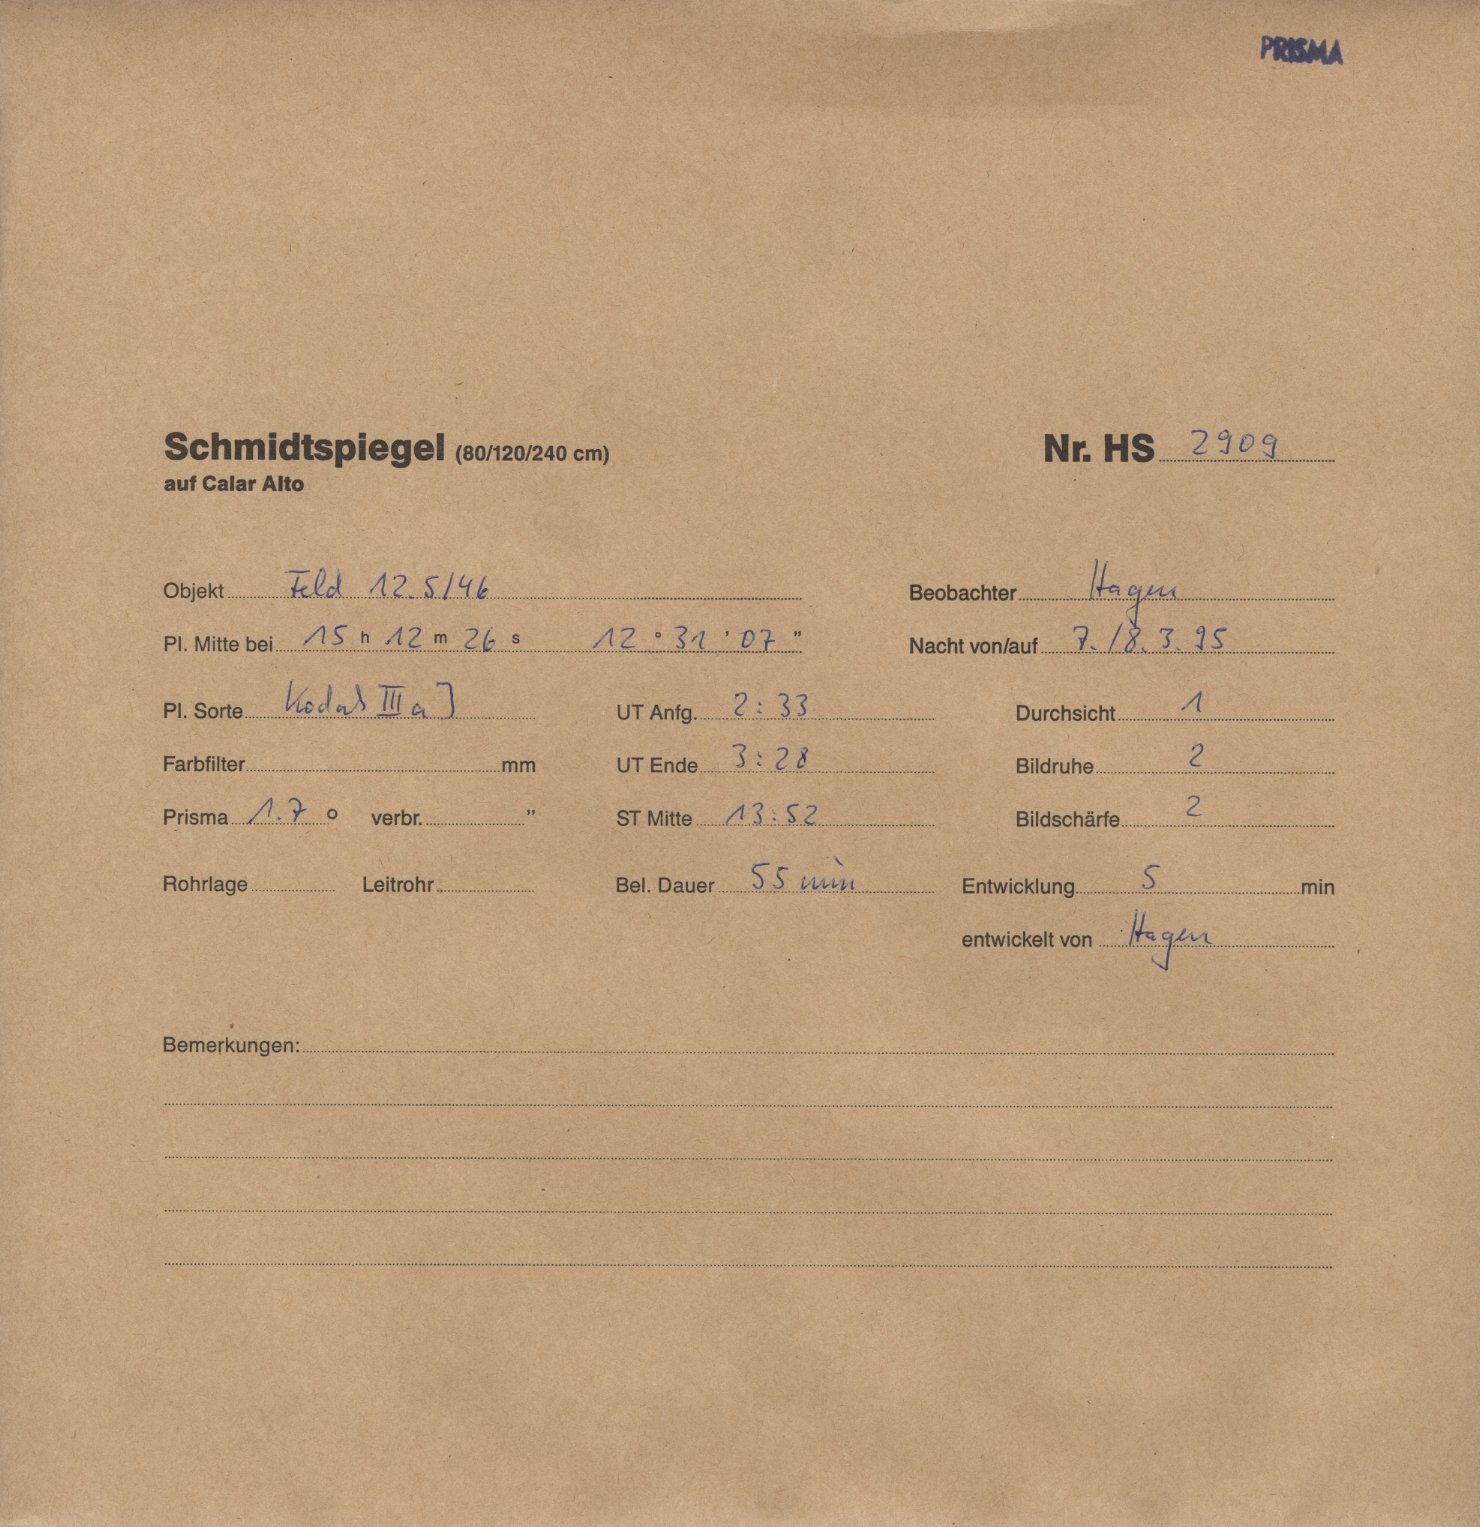 PRISMA
Schmidtspiegel (80/120/240 cm) Nr. HS 2909
auf Calar Alto
Objekt Feld 12.5/46 Beobachter Hagen
Pl. Mitte bei 15 h 12 m 26 s 12 ° 31 ' 07 " Nacht von/auf 7./8.3.95
Pl. Sorte Kodak IIIaJ UT Anfg. 2:33 Durchsicht 1
Farbfilter mm UT Ende 3:28 Bildruhe 2
Prisma 1.7 ° verbr. " ST Mitte 13:52 Bildschärfe 2
Rohrlage Leitrohr Bel. Dauer 55 min Entwicklung 5 min
entwickelt von Hagen
Bemerkungen: